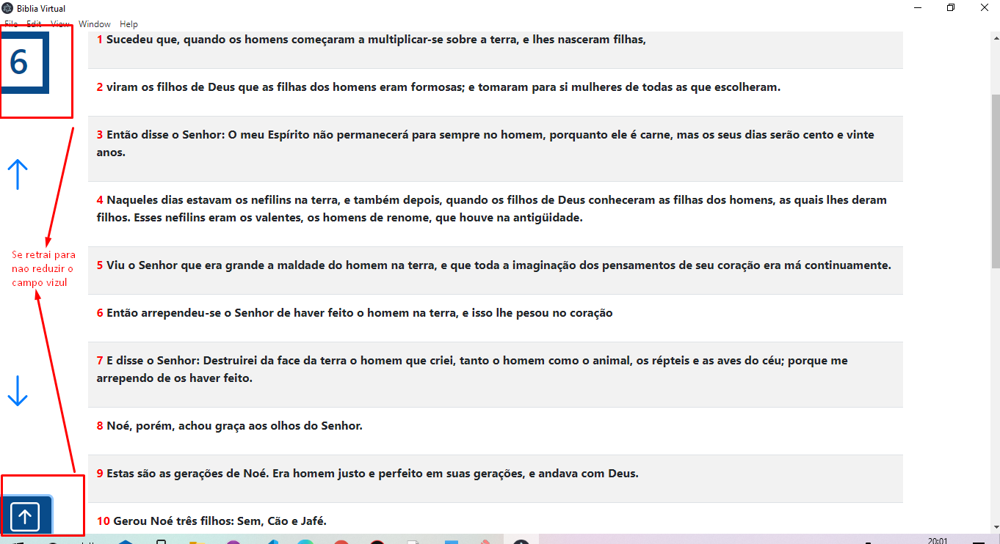 Biblia Virtual
File Edit View Window Help
6
1 Sucedeu que, quando os homens começaram a multiplicar-se sobre a terra, e lhes nasceram filhas,
2 viram os filhos de Deus que as filhas dos homens eram formosas; e tomaram para si mulheres de todas as que escolheram.
3 Então disse o Senhor: O meu Espírito não permanecerá para sempre no homem, porquanto ele é carne, mas os seus dias serão cento e vinte
anos.
4 Naqueles dias estavam os nefilins na terra, e também depois, quando os filhos de Deus conheceram as filhas dos homens, as quais lhes deram
filhos. Esses nefilins eram os valentes, os homens de renome, que houve na antigüidade.
Se retrai para
nao reduzir o
campo vizul
5 Viu o Senhor que era grande a maldade do homem na terra, e que toda a imaginação dos pensamentos de seu coração era má continuamente.
6 Então arrependeu-se o Senhor de haver feito o homem na terra, e isso lhe pesou no coração
7 E disse o Senhor: Destruirei da face da terra o homem que criei, tanto o homem como o animal, os répteis e as aves do céu; porque me
arrependo de os haver feito.
8 Noé, porém, achou graça aos olhos do Senhor.
9 Estas são as gerações de Noé. Era homem justo e perfeito em suas gerações, e andava com Deus.
10 Gerou Noé três filhos: Sem, Cão e Jafé.
20:01